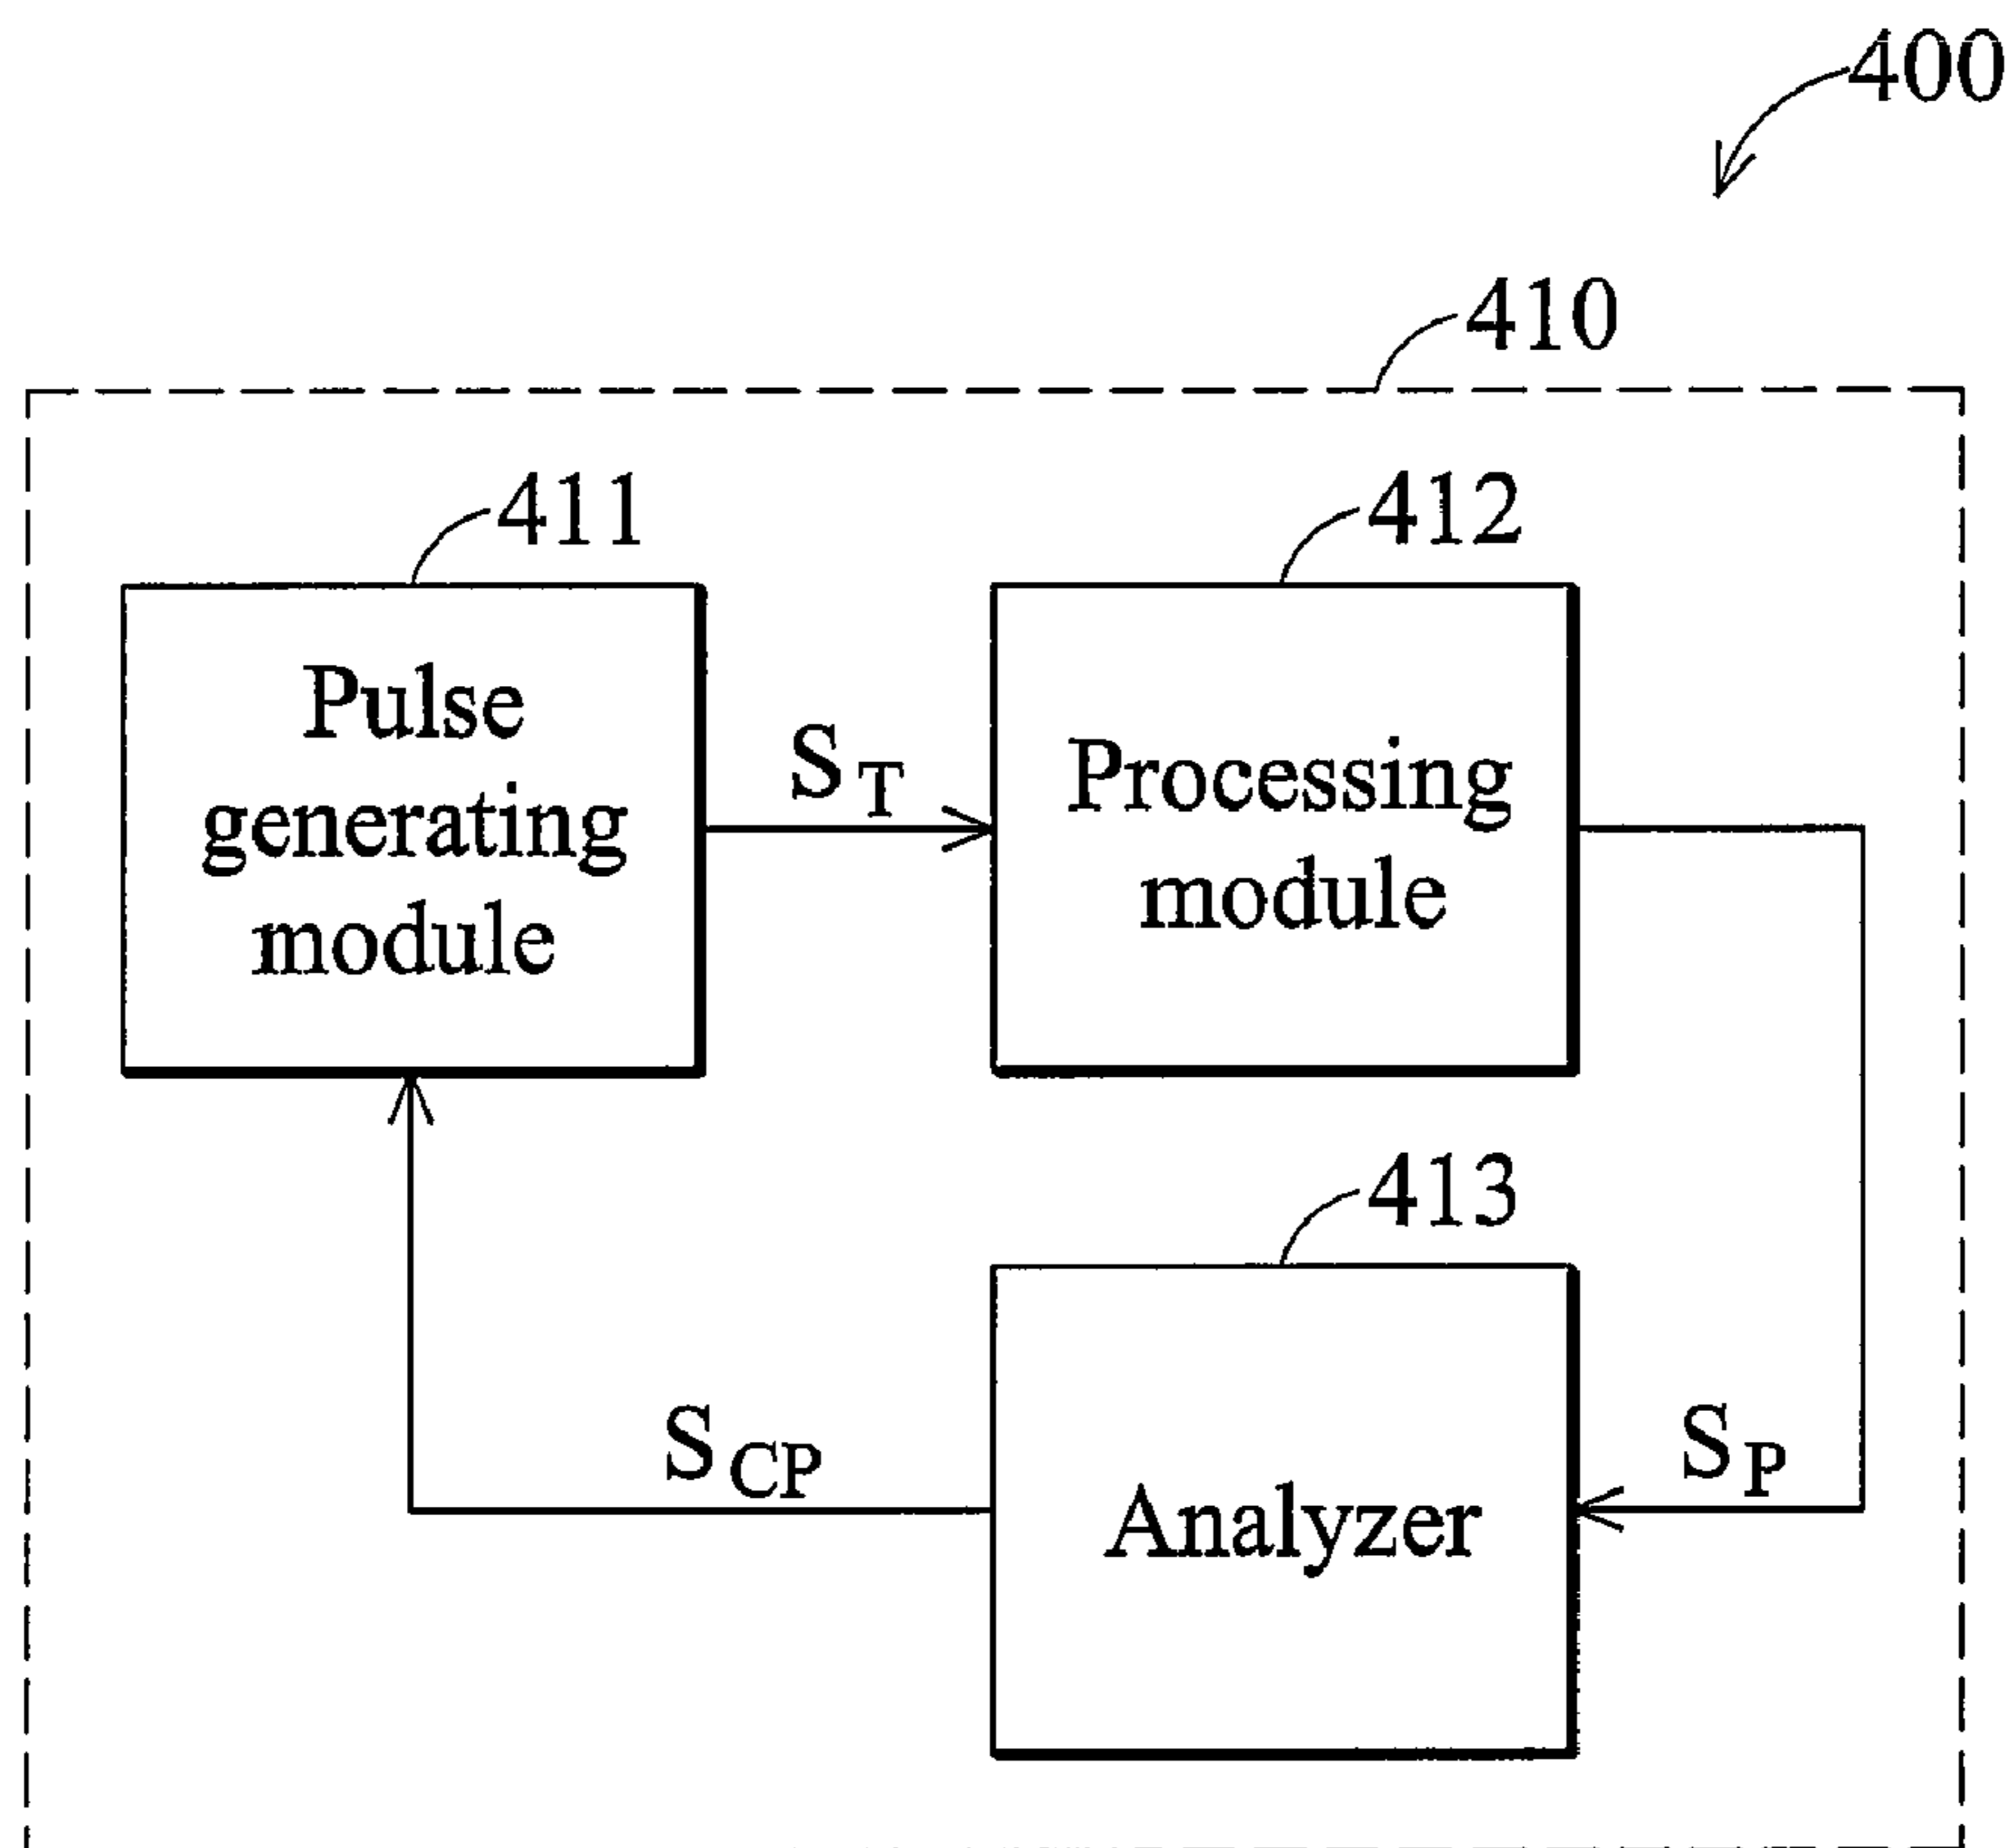 400
410
411
412
Pulse
generating
module
S T
Processing
module
413
S CP
Analyzer
S P